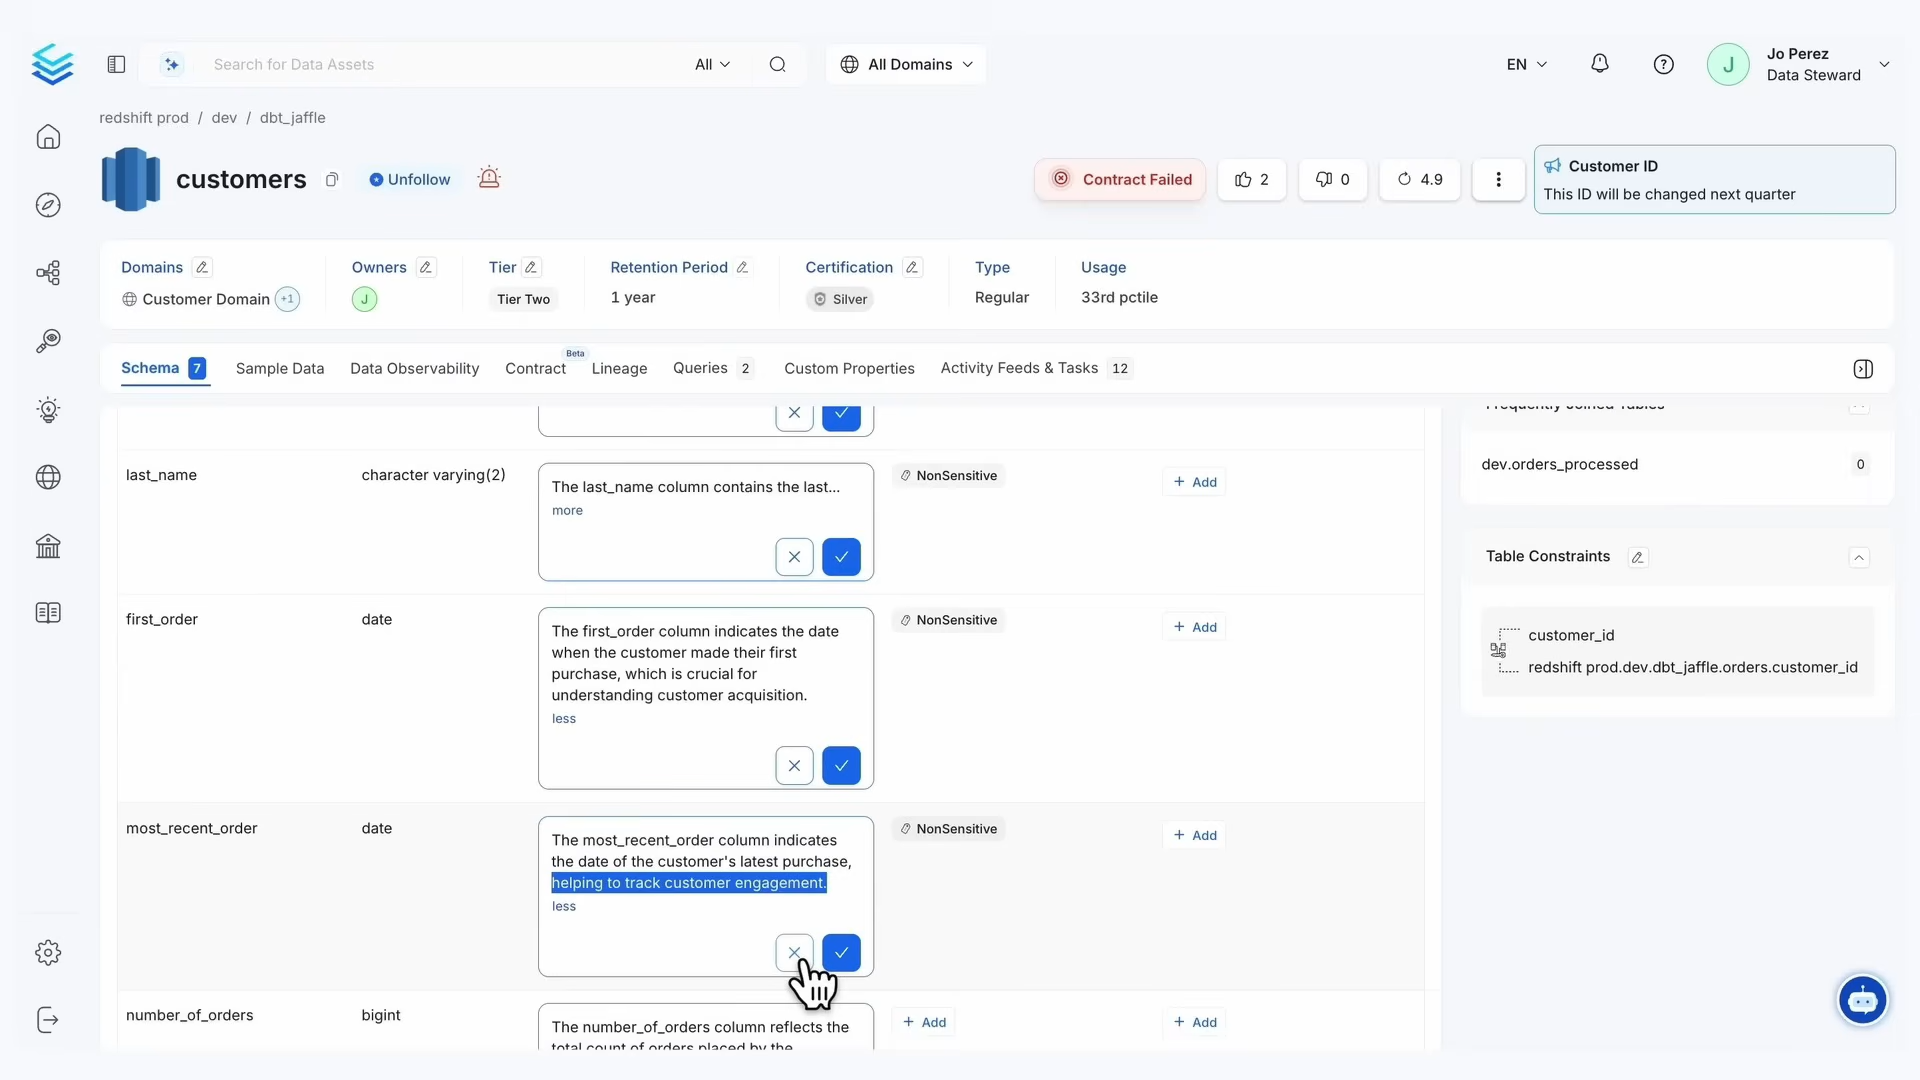 Search for Data Assets
All
All Domains
EN
J
Jo Perez
Data Steward
redshift prod / dev / dbt_jaffle
customers
Unfollow
Contract Failed
2
0
4.9
Customer ID
This ID will be changed next quarter
Domains
Owners
Tier
Retention Period
Certification
Type
Usage
Customer Domain +1
J
Tier Two
1 year
Silver
Regular
33rd pctile
Schema 7
Sample Data
Data Observability
Contract
Beta
Lineage
Queries 2
Custom Properties
Activity Feeds & Tasks 12
Frequently Joined Tables
dev.orders_processed
0
Table Constraints
customer_id
redshift prod.dev.dbt_jaffle.orders.customer_id
last_name
character varying(2)
The last_name column contains the last...
more
NonSensitive
+ Add
first_order
date
The first_order column indicates the date
when the customer made their first
purchase, which is crucial for
understanding customer acquisition.
less
NonSensitive
+ Add
most_recent_order
date
The most_recent_order column indicates
the date of the customer's latest purchase,
helping to track customer engagement.
less
NonSensitive
+ Add
number_of_orders
bigint
The number_of_orders column reflects the
total count of orders placed by the
+ Add
+ Add